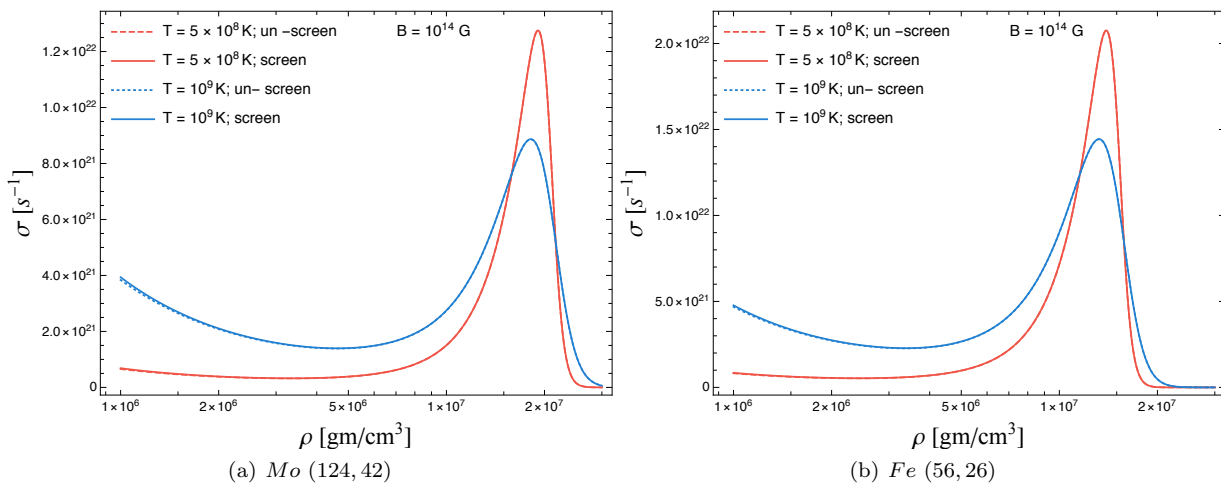 T = 5 × 10⁸ K; un –screen
T = 5 × 10⁸ K; screen
T = 10⁹ K; un– screen
T = 10⁹ K; screen
B = 10¹⁴ G
1.2×10²²
1.0×10²²
8.0×10²¹
6.0×10²¹
4.0×10²¹
2.0×10²¹
0
σ [s⁻¹]
1×10⁶ 2×10⁶ 5×10⁶ 1×10⁷ 2×10⁷
ρ [gm/cm³]
(a) Mo (124, 42)
T = 5 × 10⁸ K; un –screen
T = 5 × 10⁸ K; screen
T = 10⁹ K; un– screen
T = 10⁹ K; screen
B = 10¹⁴ G
2.0×10²²
1.5×10²²
1.0×10²²
5.0×10²¹
0
σ [s⁻¹]
1×10⁶ 2×10⁶ 5×10⁶ 1×10⁷ 2×10⁷
ρ [gm/cm³]
(b) Fe (56, 26)